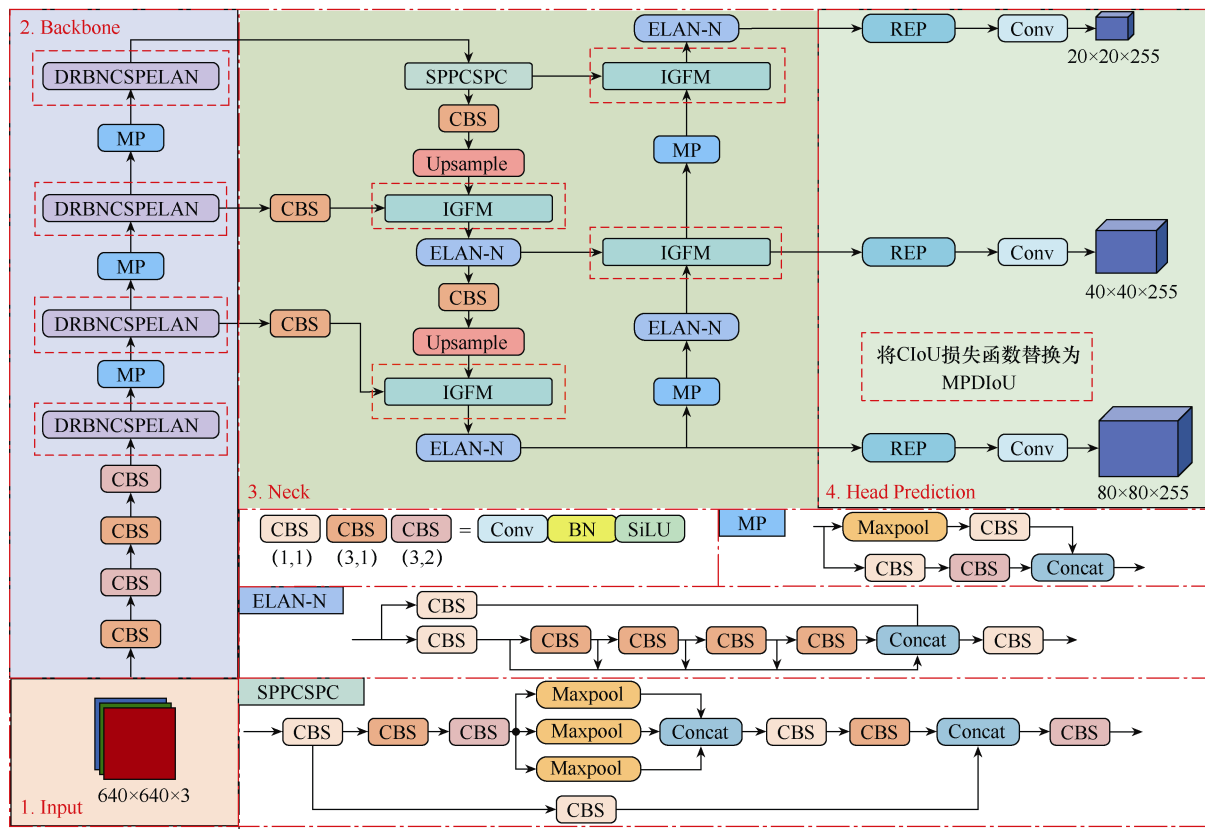 2. Backbone
DRBNCSPELAN
MP
DRBNCSPELAN
MP
DRBNCSPELAN
MP
DRBNCSPELAN
CBS
CBS
CBS
CBS
1. Input
640×640×3
3. Neck
SPPCSPC
CBS
Upsample
CBS
IGFM
ELAN-N
CBS
CBS
Upsample
IGFM
ELAN-N
ELAN-N
IGFM
MP
IGFM
ELAN-N
MP
4. Head Prediction
REP
Conv
20×20×255
REP
Conv
40×40×255
将CIoU损失函数替换为
MPDIoU
REP
Conv
80×80×255
CBS CBS CBS = Conv BN SiLU
(1,1) (3,1) (3,2)
MP
Maxpool CBS
CBS CBS Concat
ELAN-N
CBS
CBS CBS CBS CBS CBS Concat CBS
SPPCSPC
Maxpool
CBS CBS CBS Maxpool Concat CBS CBS Concat CBS
Maxpool
CBS